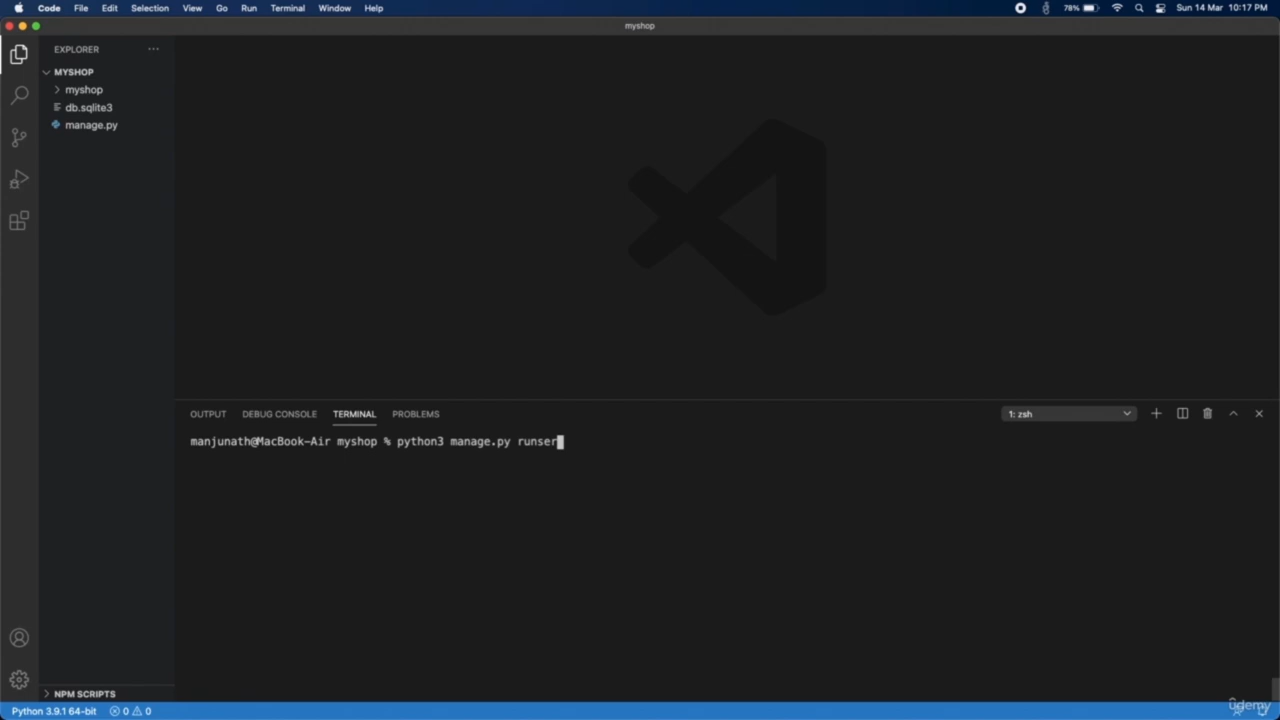 Code File Edit Selection View Go Run Terminal Window Help 78% Sun 14 Mar 10:17 PM
myshop
EXPLORER
MYSHOP
myshop
db.sqlite3
manage.py
OUTPUT DEBUG CONSOLE TERMINAL PROBLEMS 1: zsh
manjunath@MacBook-Air myshop % python3 manage.py runser
NPM SCRIPTS
Python 3.9.1 64-bit 0 0
udemy